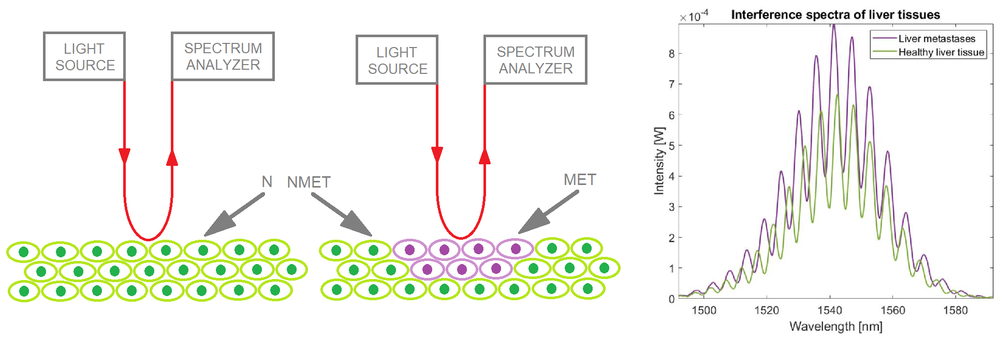 LIGHT
SOURCE
SPECTRUM
ANALYZER
N
NMET
LIGHT
SOURCE
SPECTRUM
ANALYZER
MET
×10⁻⁴
Interference spectra of liver tissues
Liver metastases
Healthy liver tissue
8
7
6
5
4
3
2
1
0
Intensity [W]
1500
1520
1540
1560
1580
Wavelength [nm]